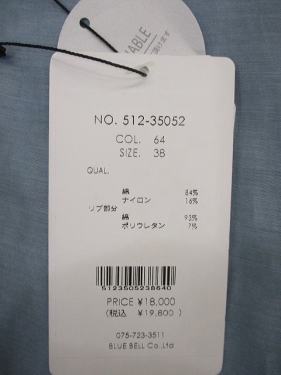 ABLE
NO. 512-35052
COL. 64
SIZE. 38
QUAL.
綿 84%
ナイロン 16%
リブ部分
綿 93%
ポリウレタン 7%
5123505238640
PRICE ¥18,000
(税込 ¥19,800)
075-723-3511
BLUE BELL Co.,Ltd